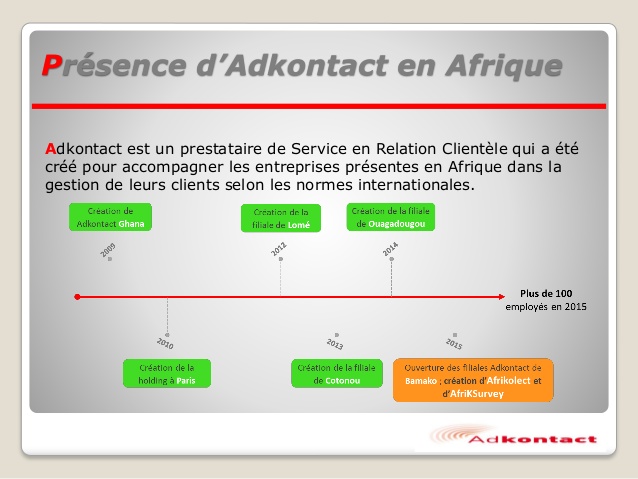 Présence d’Adkontact en Afrique
Adkontact est un prestataire de Service en Relation Clientèle qui a été
créé pour accompagner les entreprises présentes en Afrique dans la
gestion de leurs clients selon les normes internationales.
Création de
Adkontact Ghana
2009
Création de la
filiale de Lomé
2012
Création de la filiale
de Ouagadougou
2014
Plus de 100
employés en 2015
2010
Création de la
holding à Paris
2013
Création de la filiale
de Cotonou
2015
Ouverture des filiales Adkontact de
Bamako ; création d’Afrikolect et
d’AfriKSurvey
Adkontact